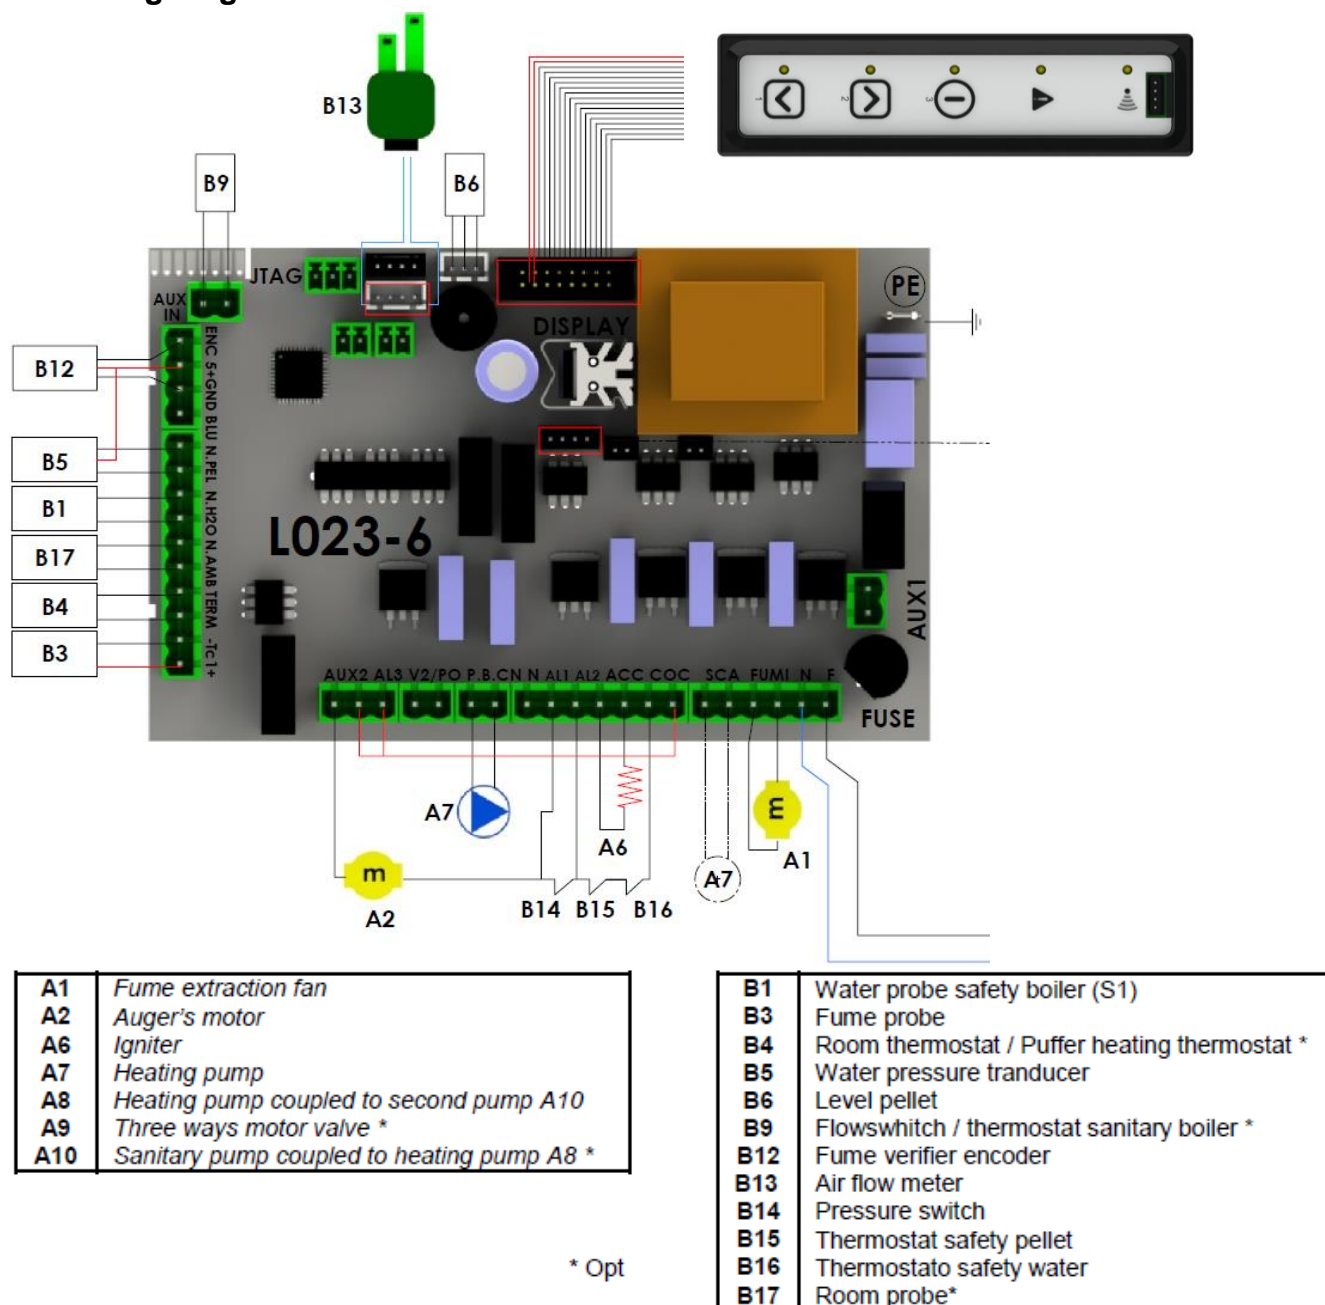 B13
B9
B6
1
2
3
JTAG
PE
AUX
IN
DISPLAY
ENC 5+GND BLU N.PEL N.H2O N.AMB TERM -Tc1+
B12
B5
B1
L023-6
B17
B4
B3
AUX1
AUX2 AL3 V2/PO P.B.CN N AL1 AL2 ACC COC SCA FUMI N F
FUSE
A7
m
A6
m
A1
A7
A2
B14 B15 B16
A1 Fume extraction fan
A2 Auger's motor
A6 Igniter
A7 Heating pump
A8 Heating pump coupled to second pump A10
A9 Three ways motor valve *
A10 Sanitary pump coupled to heating pump A8 *
* Opt
B1 Water probe safety boiler (S1)
B3 Fume probe
B4 Room thermostat / Puffer heating thermostat *
B5 Water pressure tranducer
B6 Level pellet
B9 Flowswhitch / thermostat sanitary boiler *
B12 Fume verifier encoder
B13 Air flow meter
B14 Pressure switch
B15 Thermostat safety pellet
B16 Thermostato safety water
B17 Room probe*